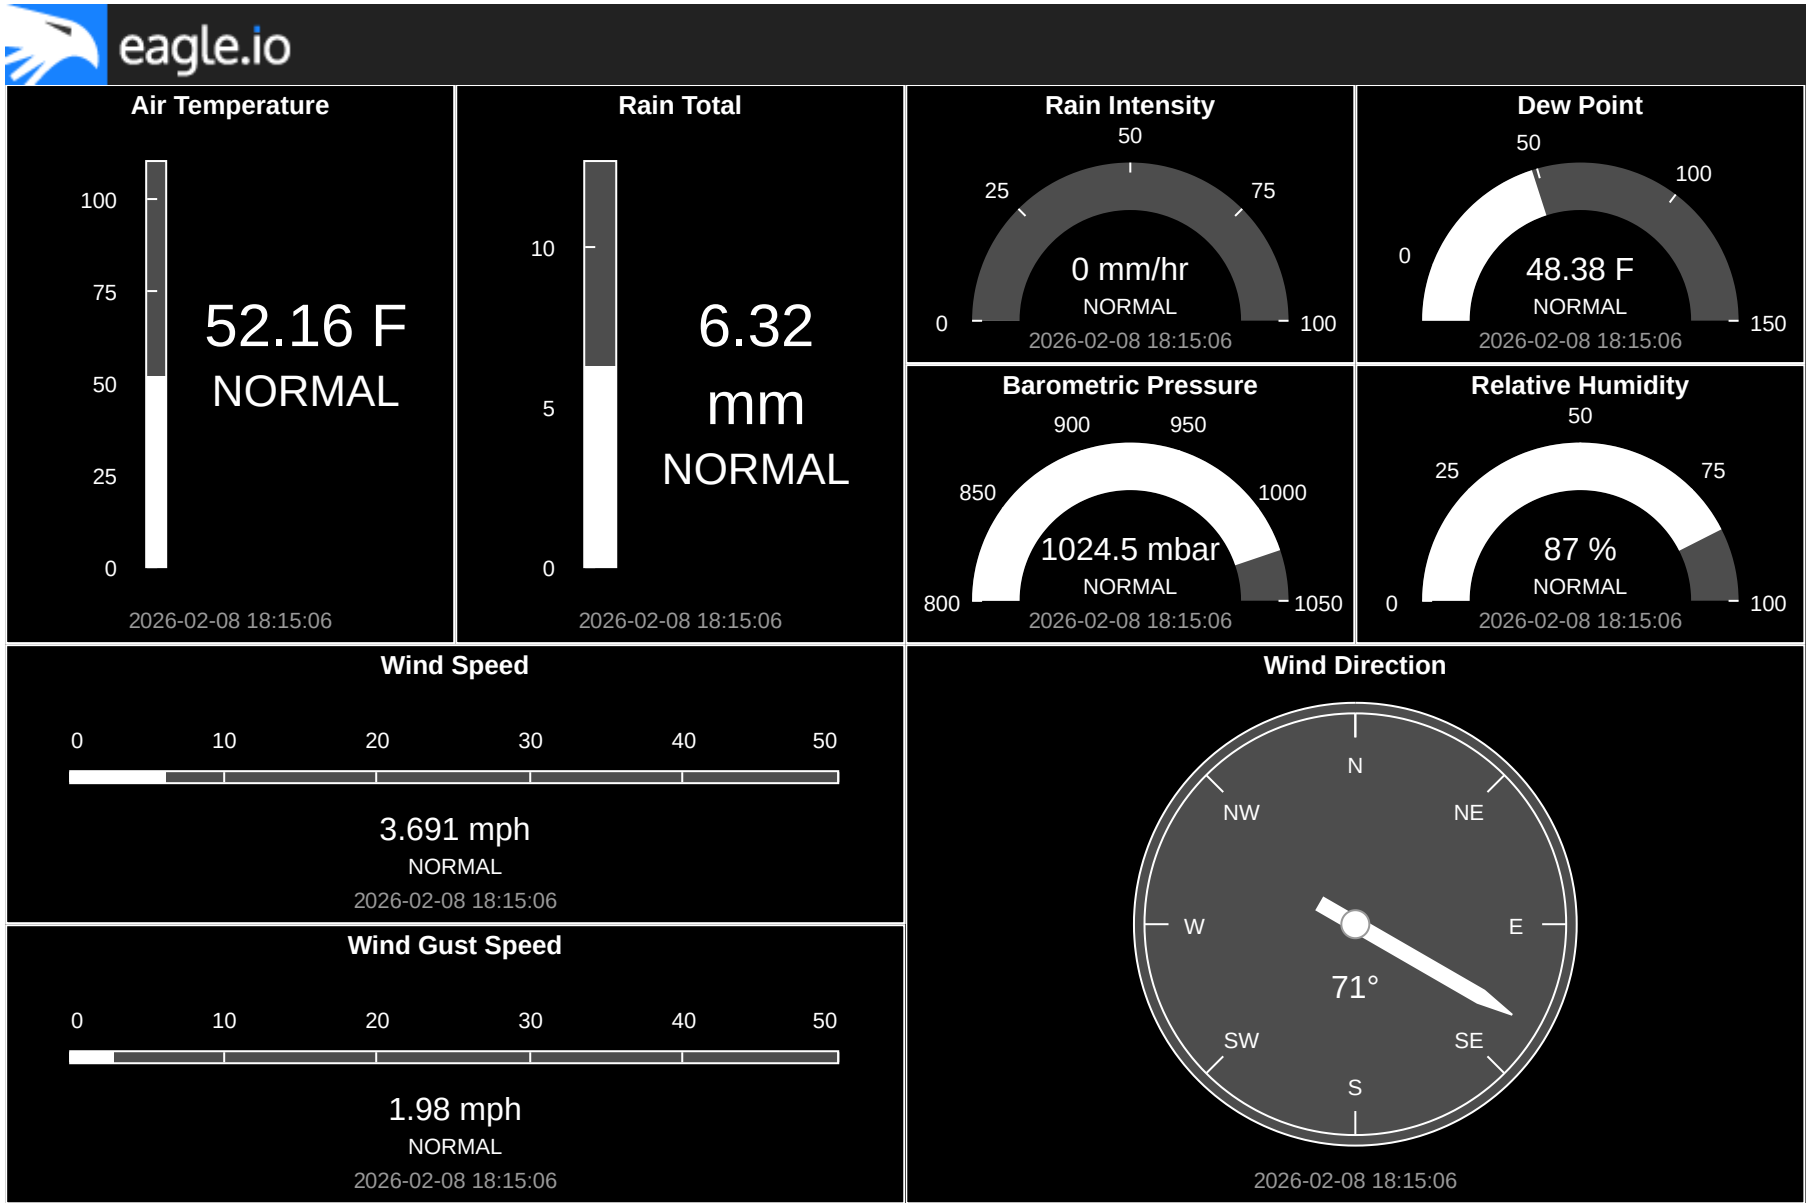 eagle.io
Air Temperature
100
75
50
25
0
52.16 F
NORMAL
2026-02-08 18:15:06
Rain Total
10
5
0
6.32
mm
NORMAL
2026-02-08 18:15:06
Rain Intensity
0
25
50
75
100
0 mm/hr
NORMAL
2026-02-08 18:15:06
Dew Point
0
50
100
150
48.38 F
NORMAL
2026-02-08 18:15:06
Barometric Pressure
800
850
900
950
1000
1050
1024.5 mbar
NORMAL
2026-02-08 18:15:06
Relative Humidity
0
25
50
75
100
87 %
NORMAL
2026-02-08 18:15:06
Wind Speed
0 10 20 30 40 50
3.691 mph
NORMAL
2026-02-08 18:15:06
Wind Gust Speed
0 10 20 30 40 50
1.98 mph
NORMAL
2026-02-08 18:15:06
Wind Direction
N
NW NE
W E
71°
SW SE
S
2026-02-08 18:15:06